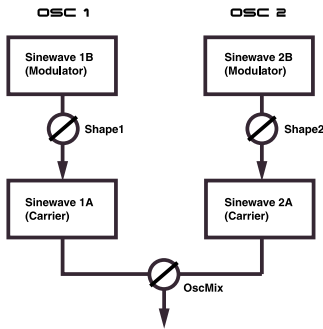 OSC 1
OSC 2
Sinewave 1B
(Modulator)
Sinewave 2B
(Modulator)
Shape1
Shape2
Sinewave 1A
(Carrier)
Sinewave 2A
(Carrier)
OscMix